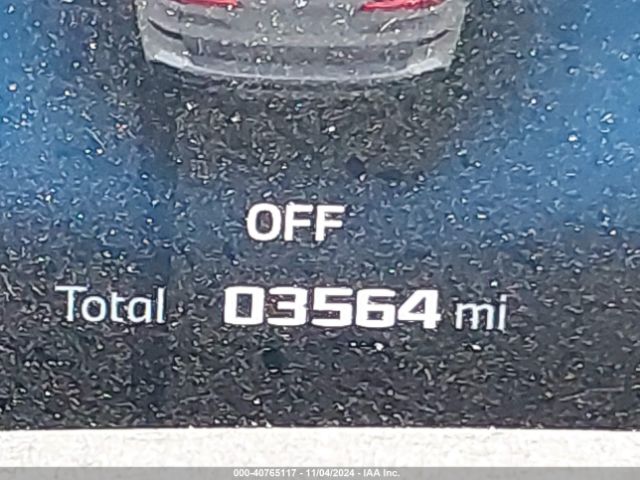 OFF
Total 03564 mi
000-40765117 - 11/04/2024 - IAA Inc.